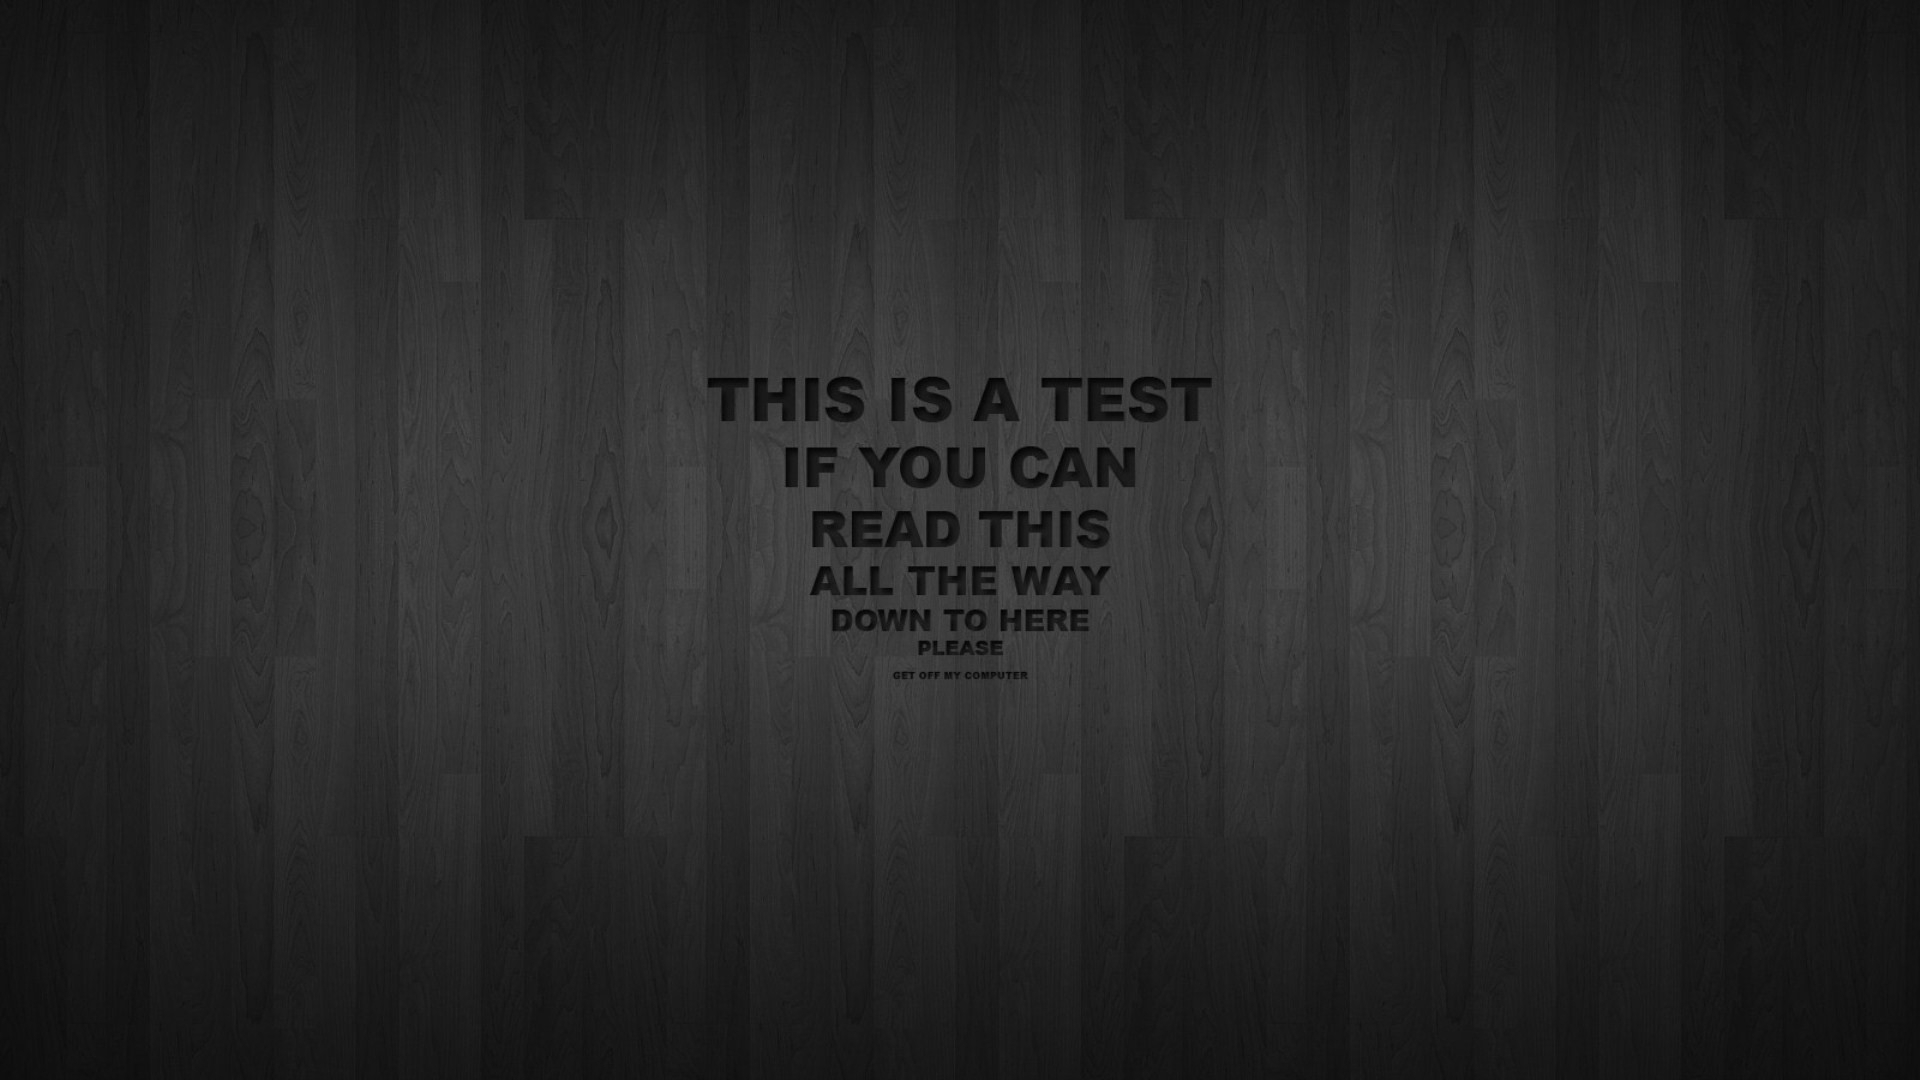 THIS IS A TEST
IF YOU CAN
READ THIS
ALL THE WAY
DOWN TO HERE
PLEASE
GET OFF MY COMPUTER